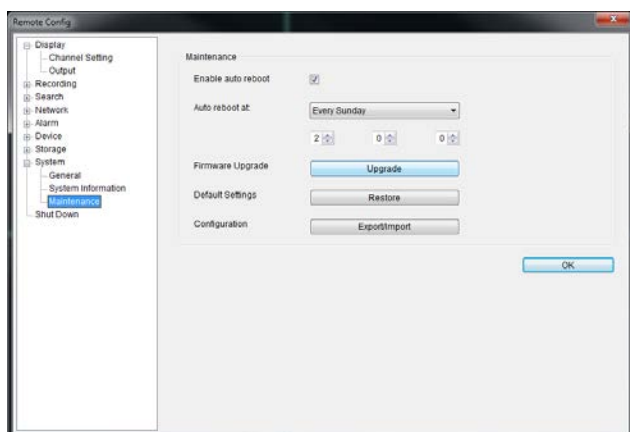 Remote Config
Display
Channel Setting
Output
Recording
Search
Network
Alarm
Device
Storage
System
General
System Information
Maintenance
Shut Down
Maintenance
Enable auto reboot
Auto reboot at: Every Sunday
2 0 0
Firmware Upgrade Upgrade
Default Settings Restore
Configuration Export/Import
OK